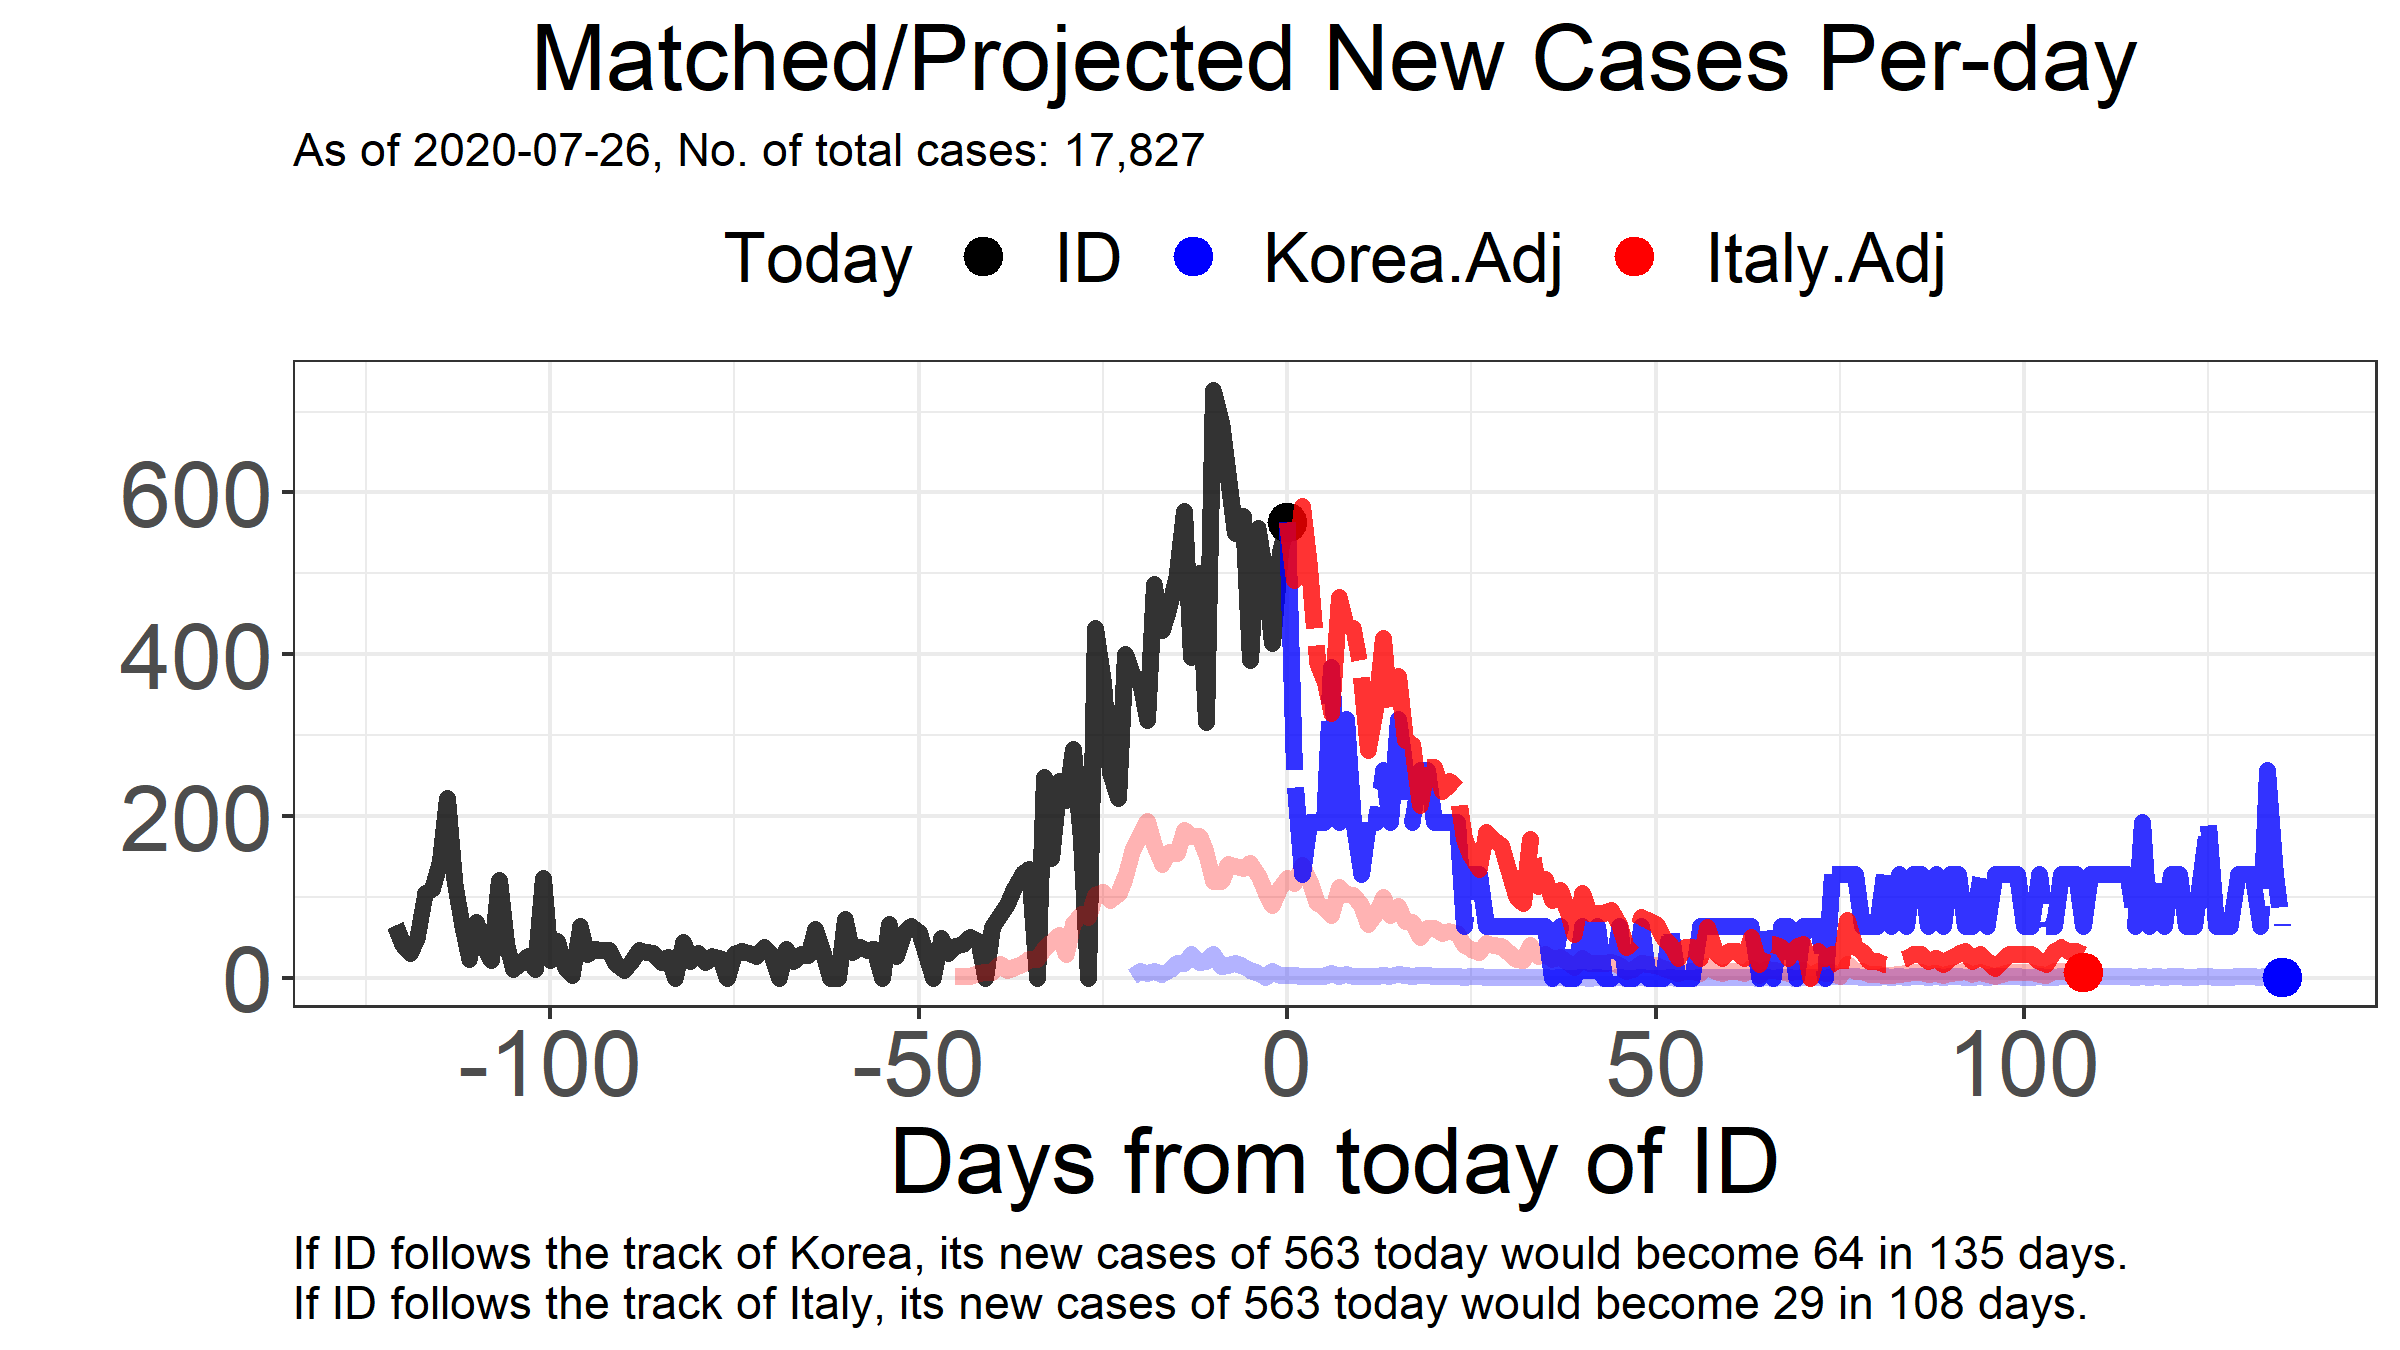 Matched/Projected New Cases Per-day
As of 2020-07-26, No. of total cases: 17,827
Today ID Korea.Adj Italy.Adj
600
400
200
0
-100 -50 0 50 100
Days from today of ID
If ID follows the track of Korea, its new cases of 563 today would become 64 in 135 days.
If ID follows the track of Italy, its new cases of 563 today would become 29 in 108 days.